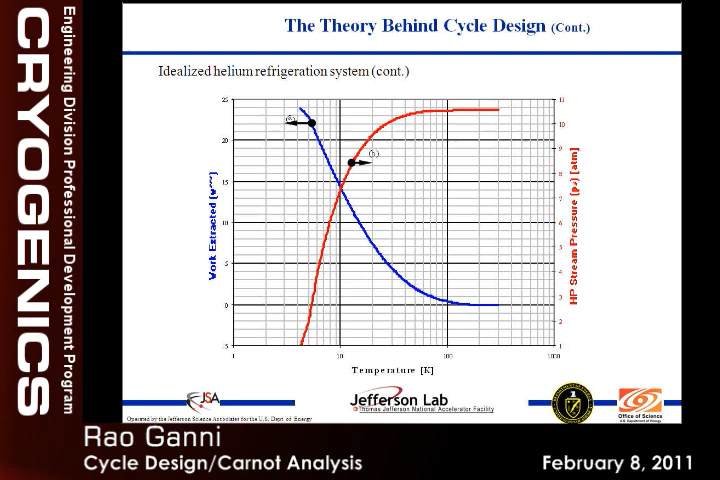 Engineering Division Professional Development Program
CRYOGENICS
The Theory Behind Cycle Design (Cont.)
Idealized helium refrigeration system (cont.)
25
20
15
10
5
0
-5
11
10
9
8
7
6
5
4
3
2
1
(a)
(b)
Work Extracted
HP Stream Pressure [atm]
1
10
100
1000
Temperature [K]
JSA
Jefferson Lab
Thomas Jefferson National Accelerator Facility
Office of Science
U.S. Department of Energy
Operated by the Jefferson Science Associates for the U.S. Dept. of Energy
Rao Ganni
Cycle Design/Carnot Analysis
February 8, 2011